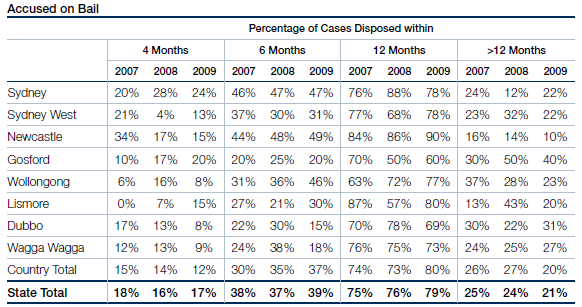 Accused on Bail
Percentage of Cases Disposed within
4 Months 6 Months 12 Months >12 Months
2007 2008 2009 2007 2008 2009 2007 2008 2009 2007 2008 2009
Sydney 20% 28% 24% 46% 47% 47% 76% 88% 78% 24% 12% 22%
Sydney West 21% 4% 13% 37% 30% 31% 77% 68% 78% 23% 32% 22%
Newcastle 34% 17% 15% 44% 48% 49% 84% 86% 90% 16% 14% 10%
Gosford 10% 17% 20% 20% 25% 20% 70% 50% 60% 30% 50% 40%
Wollongong 6% 16% 8% 31% 36% 46% 63% 72% 77% 37% 28% 23%
Lismore 0% 7% 15% 27% 21% 30% 87% 57% 80% 13% 43% 20%
Dubbo 17% 13% 8% 22% 30% 15% 70% 78% 69% 30% 22% 31%
Wagga Wagga 12% 13% 9% 24% 38% 18% 76% 75% 73% 24% 25% 27%
Country Total 15% 14% 12% 30% 35% 37% 74% 73% 80% 26% 27% 20%
State Total 18% 16% 17% 38% 37% 39% 75% 76% 79% 25% 24% 21%